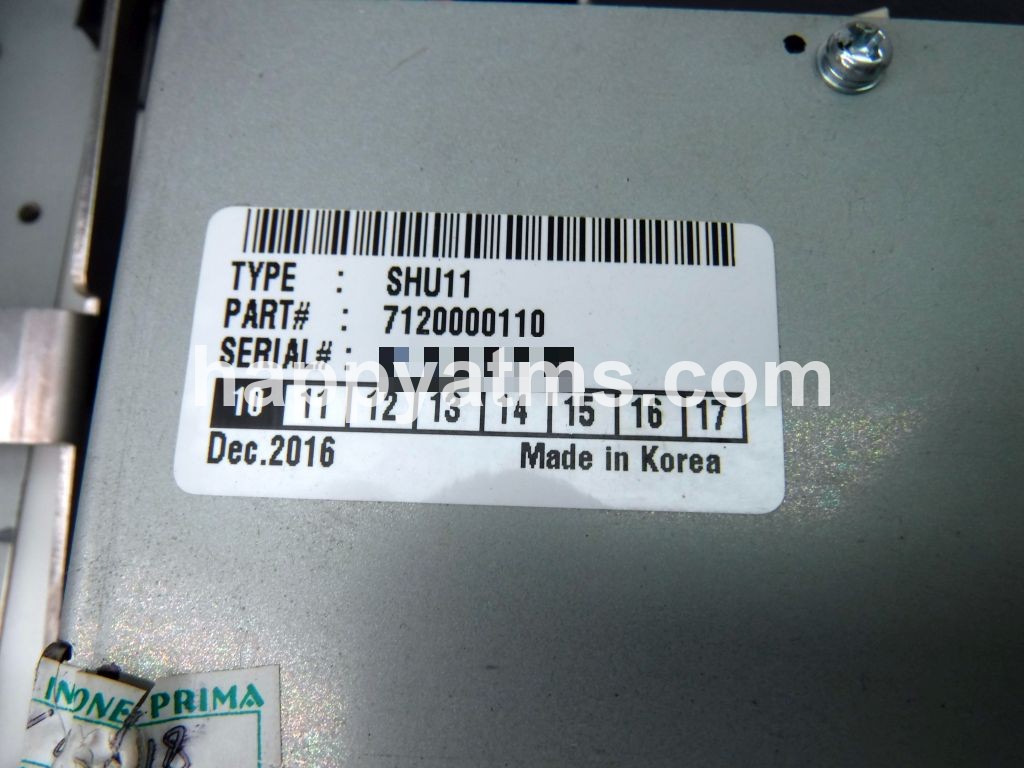 TYPE : SHU11
PART# : 7120000110
SERIAL# :
happyatms.com
10 11 12 13 14 15 16 17
Dec.2016 Made in Korea
INONE PRIMA
18